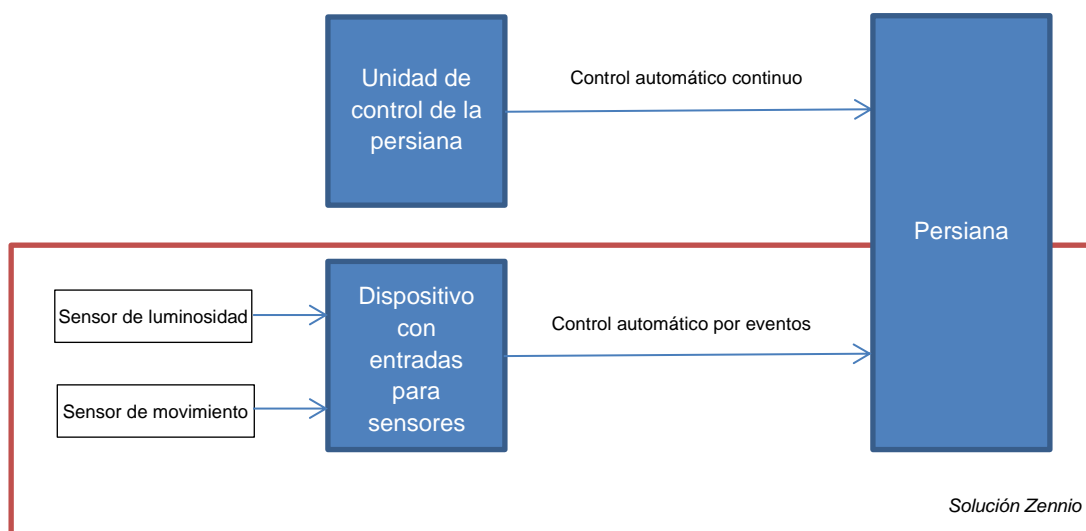 Unidad de
control de la
persiana
Control automático continuo
Persiana
Sensor de luminosidad
Sensor de movimiento
Dispositivo
con
entradas
para
sensores
Control automático por eventos
Solución Zennio